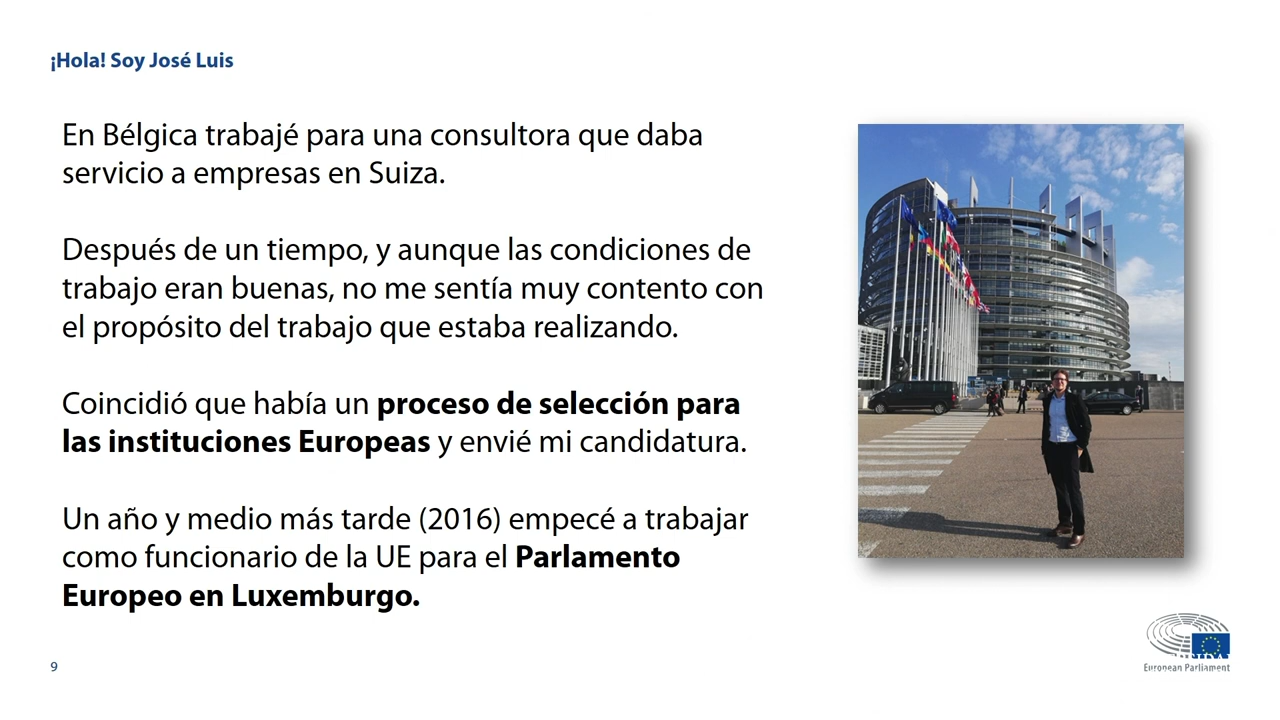 ¡Hola! Soy José Luis
En Bélgica trabajé para una consultora que daba
servicio a empresas en Suiza.
Después de un tiempo, y aunque las condiciones de
trabajo eran buenas, no me sentía muy contento con
el propósito del trabajo que estaba realizando.
Coincidió que había un proceso de selección para
las instituciones Europeas y envié mi candidatura.
Un año y medio más tarde (2016) empecé a trabajar
como funcionario de la UE para el Parlamento
Europeo en Luxemburgo.
9
European Parliament